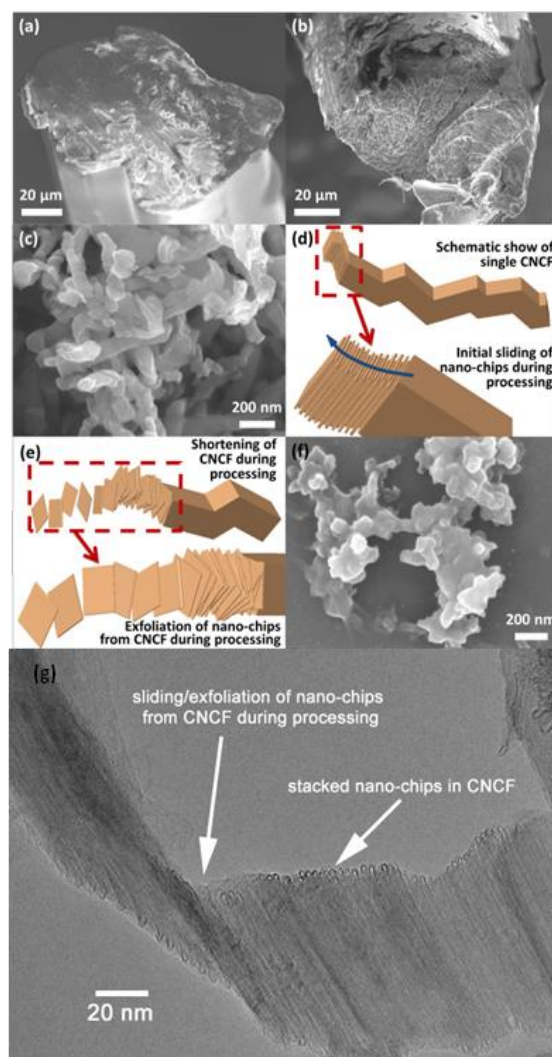 (a)
20 μm
(b)
20 μm
(c)
200 nm
(d)
Schematic show of
single CNCF
Initial sliding of
nano-chips during
processing
(e)
Shortening of
CNCF during
processing
Exfoliation of nano-chips
from CNCF during processing
(f)
200 nm
(g)
sliding/exfoliation of nano-chips
from CNCF during processing
stacked nano-chips in CNCF
20 nm